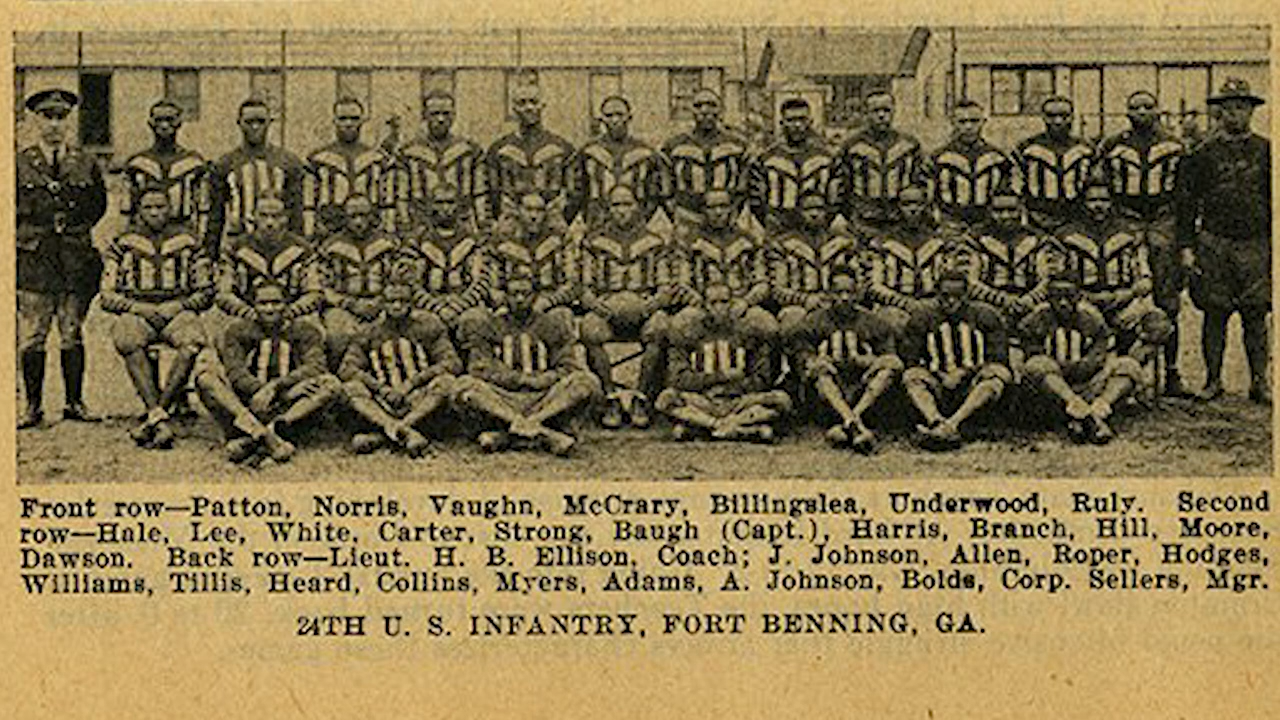 Front row—Patton, Norris, Vaughn, McCrary, Billingslea, Underwood, Ruly. Second
row—Hale, Lee, White, Carter, Strong, Baugh (Capt.), Harris, Branch, Hill, Moore,
Dawson. Back row—Lieut. H. B. Ellison, Coach; J. Johnson, Allen, Roper, Hodges,
Williams, Tillis, Heard, Collins, Myers, Adams, A. Johnson, Bolds, Corp. Sellers, Mgr.
24TH U. S. INFANTRY, FORT BENNING, GA.